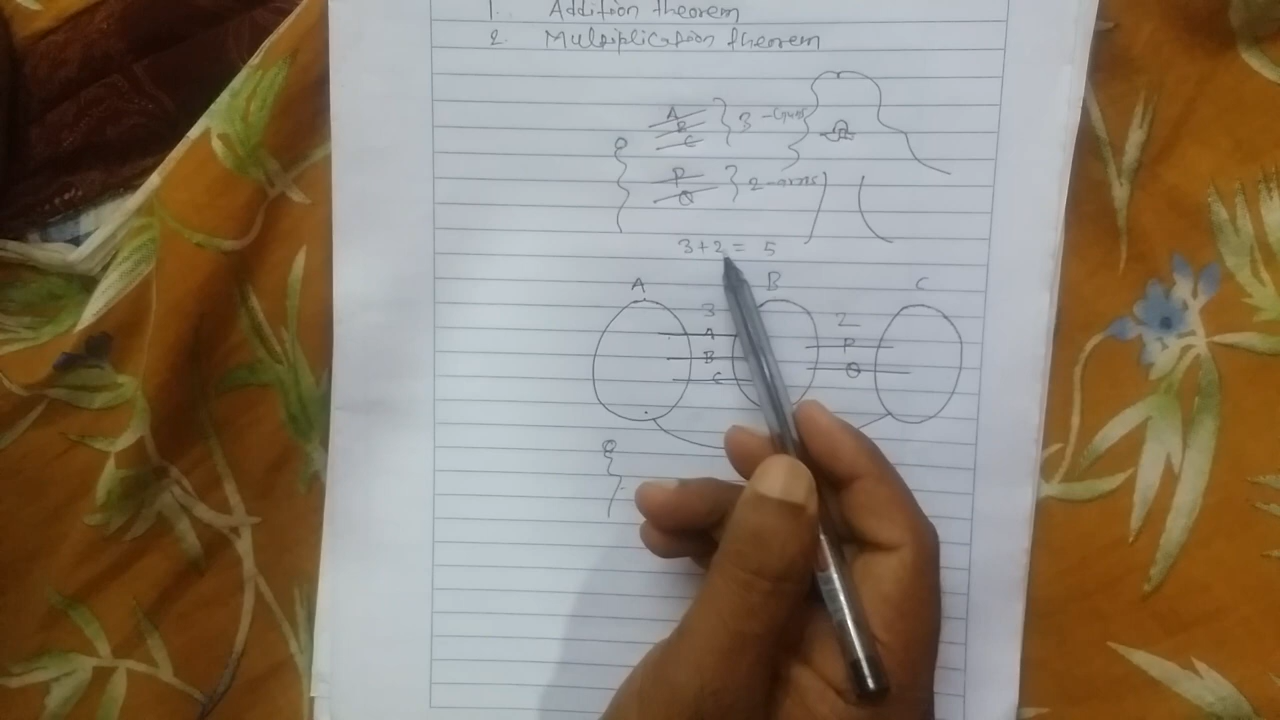 1. Addition theorem
2. Multiplication theorem
A
B
C
3 -
P
Q
2 -
3+2 = 5
A B C
3 2
A P
B Q
C